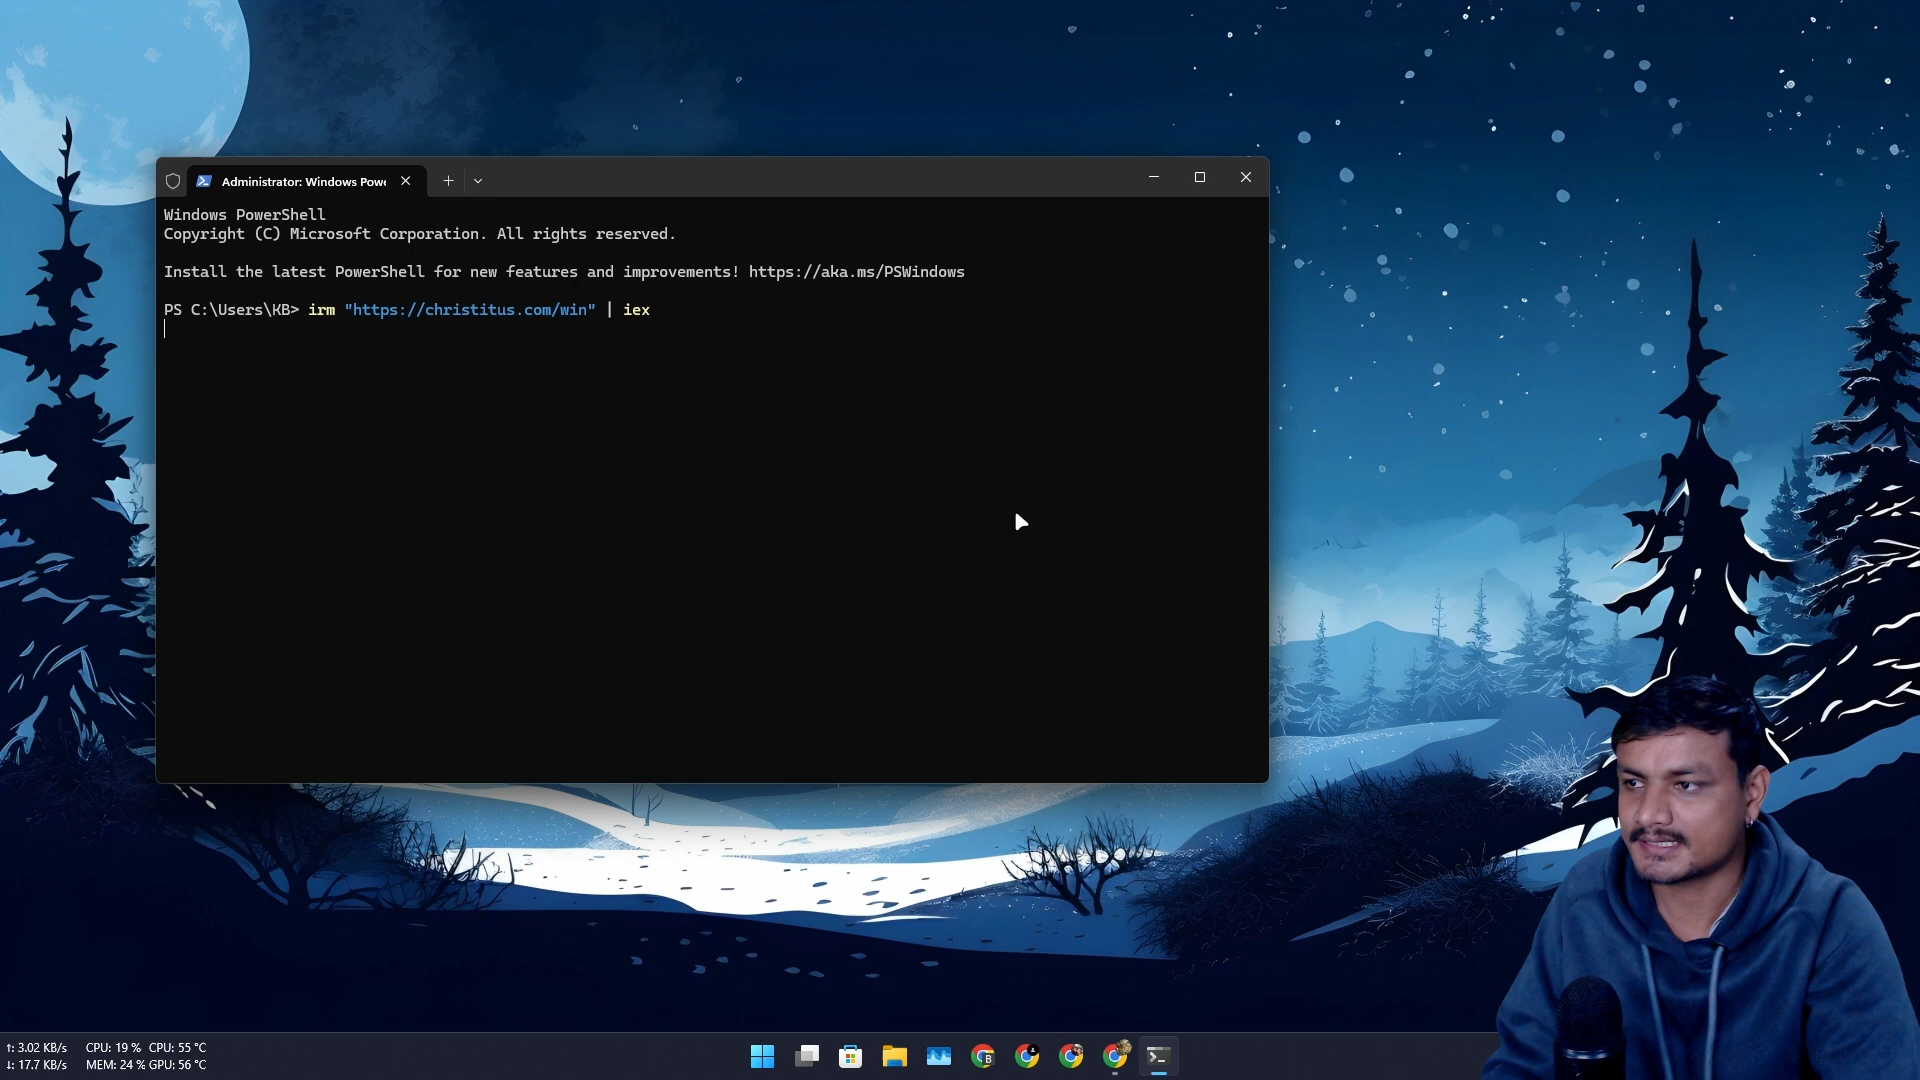 Administrator: Windows Powe
Windows PowerShell
Copyright (C) Microsoft Corporation. All rights reserved.
Install the latest PowerShell for new features and improvements! https://aka.ms/PSWindows
PS C:\Users\KB> irm "https://christitus.com/win" | iex
↑: 3.02 KB/s CPU: 19 % CPU: 55 °C
↓: 17.7 KB/s MEM: 24 % GPU: 56 °C
B